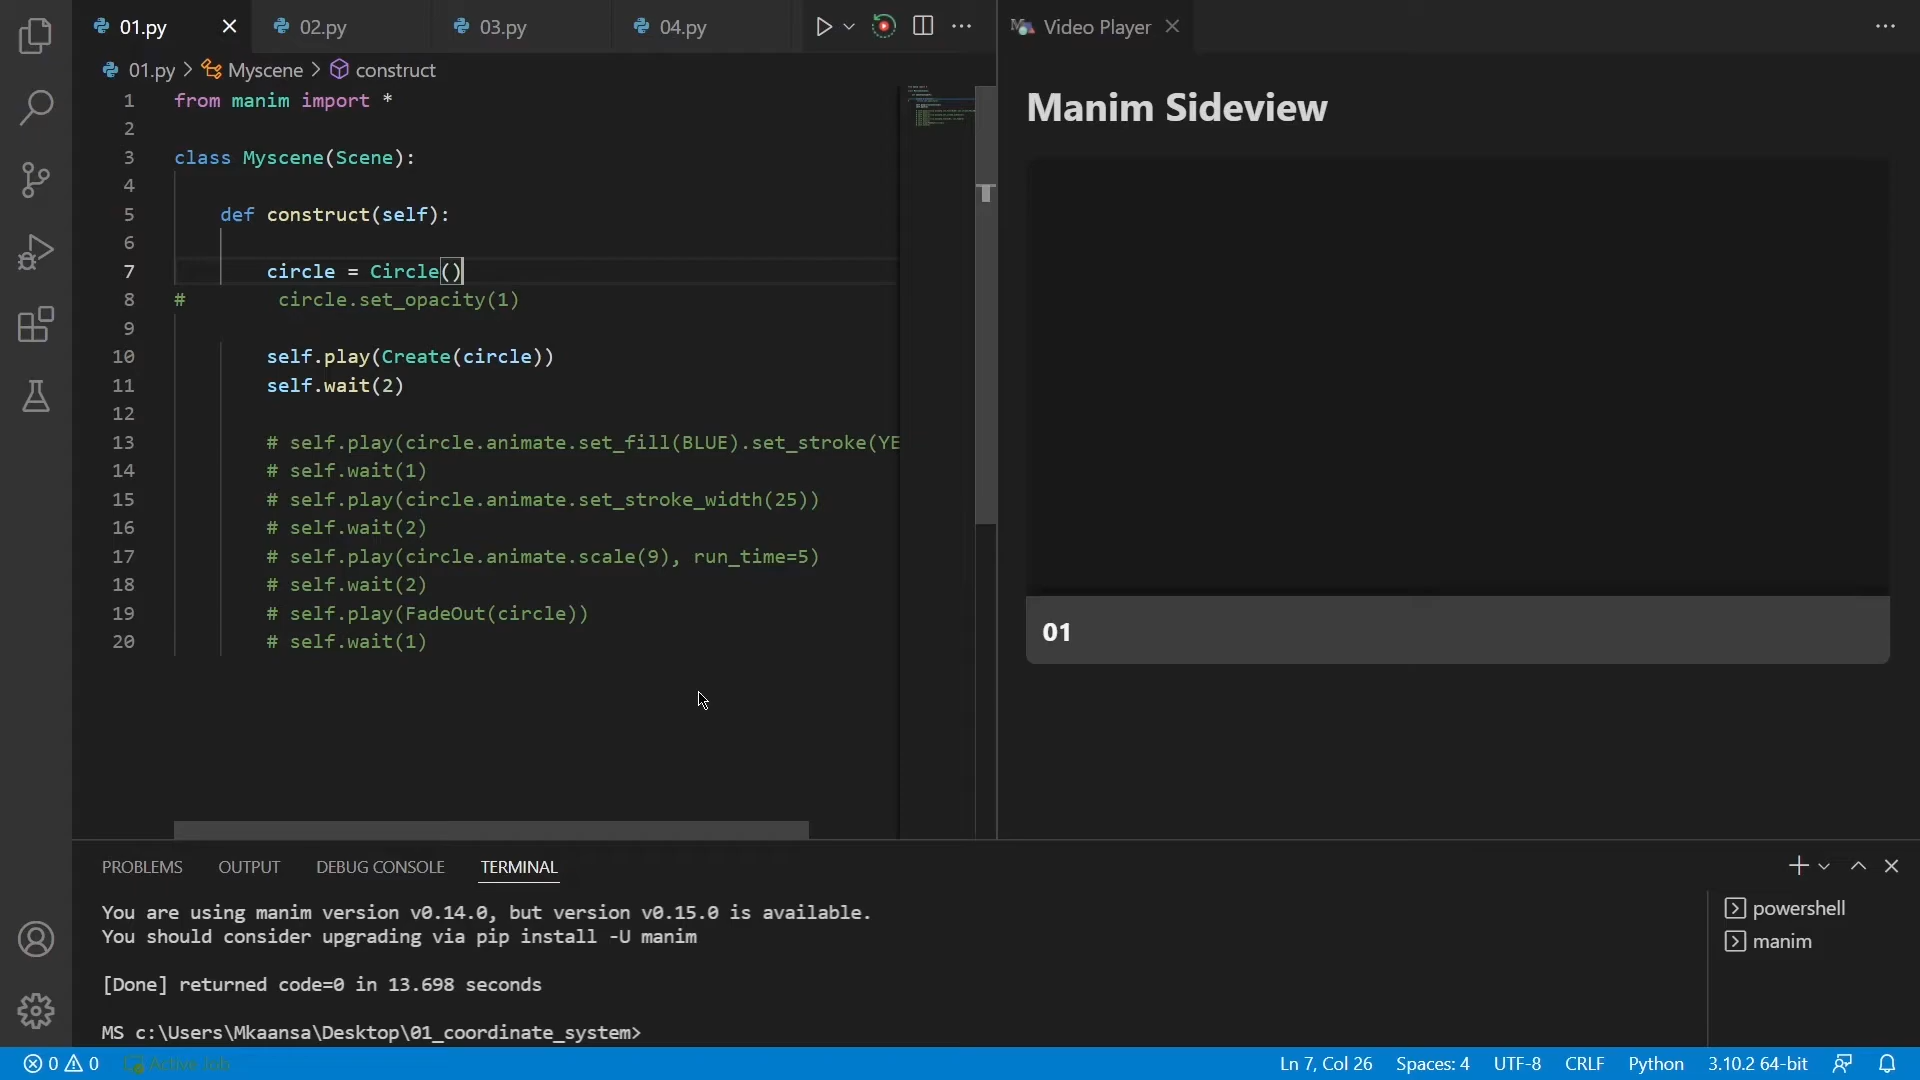 01.py
02.py
03.py
04.py
Video Player
01.py > Myscene > construct
1 from manim import *
2
3 class Myscene(Scene):
4
5 def construct(self):
6
7 circle = Circle()
8 # circle.set_opacity(1)
9
10 self.play(Create(circle))
11 self.wait(2)
12
13 # self.play(circle.animate.set_fill(BLUE).set_stroke(YE
14 # self.wait(1)
15 # self.play(circle.animate.set_stroke_width(25))
16 # self.wait(2)
17 # self.play(circle.animate.scale(9), run_time=5)
18 # self.wait(2)
19 # self.play(FadeOut(circle))
20 # self.wait(1)
Manim Sideview
01
PROBLEMS OUTPUT DEBUG CONSOLE TERMINAL
You are using manim version v0.14.0, but version v0.15.0 is available.
You should consider upgrading via pip install -U manim
[Done] returned code=0 in 13.698 seconds
MS c:\Users\Mkaansa\Desktop\01_coordinate_system>
powershell
manim
0 0 Active Job Ln 7, Col 26 Spaces: 4 UTF-8 CRLF Python 3.10.2 64-bit